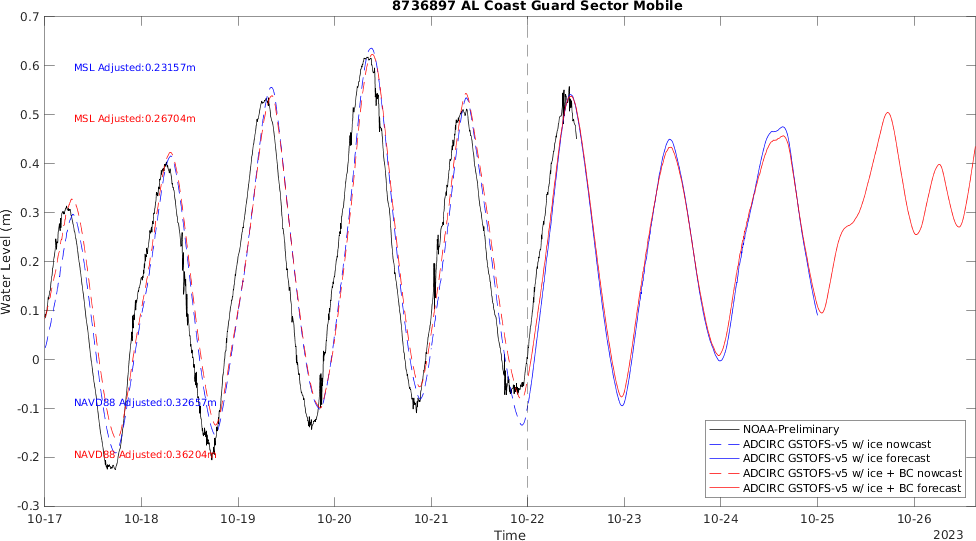 8736897 AL Coast Guard Sector Mobile
0.7
0.6
0.5
0.4
0.3
0.2
0.1
0
-0.1
-0.2
-0.3
Water Level (m)
MSL Adjusted:0.23157m
MSL Adjusted:0.26704m
NAVD88 Adjusted:0.32657m
NAVD88 Adjusted:0.36204m
NOAA-Preliminary
ADCIRC GSTOFS-v5 w/ ice nowcast
ADCIRC GSTOFS-v5 w/ ice forecast
ADCIRC GSTOFS-v5 w/ ice + BC nowcast
ADCIRC GSTOFS-v5 w/ ice + BC forecast
10-17 10-18 10-19 10-20 10-21 10-22 10-23 10-24 10-25 10-26
Time
2023